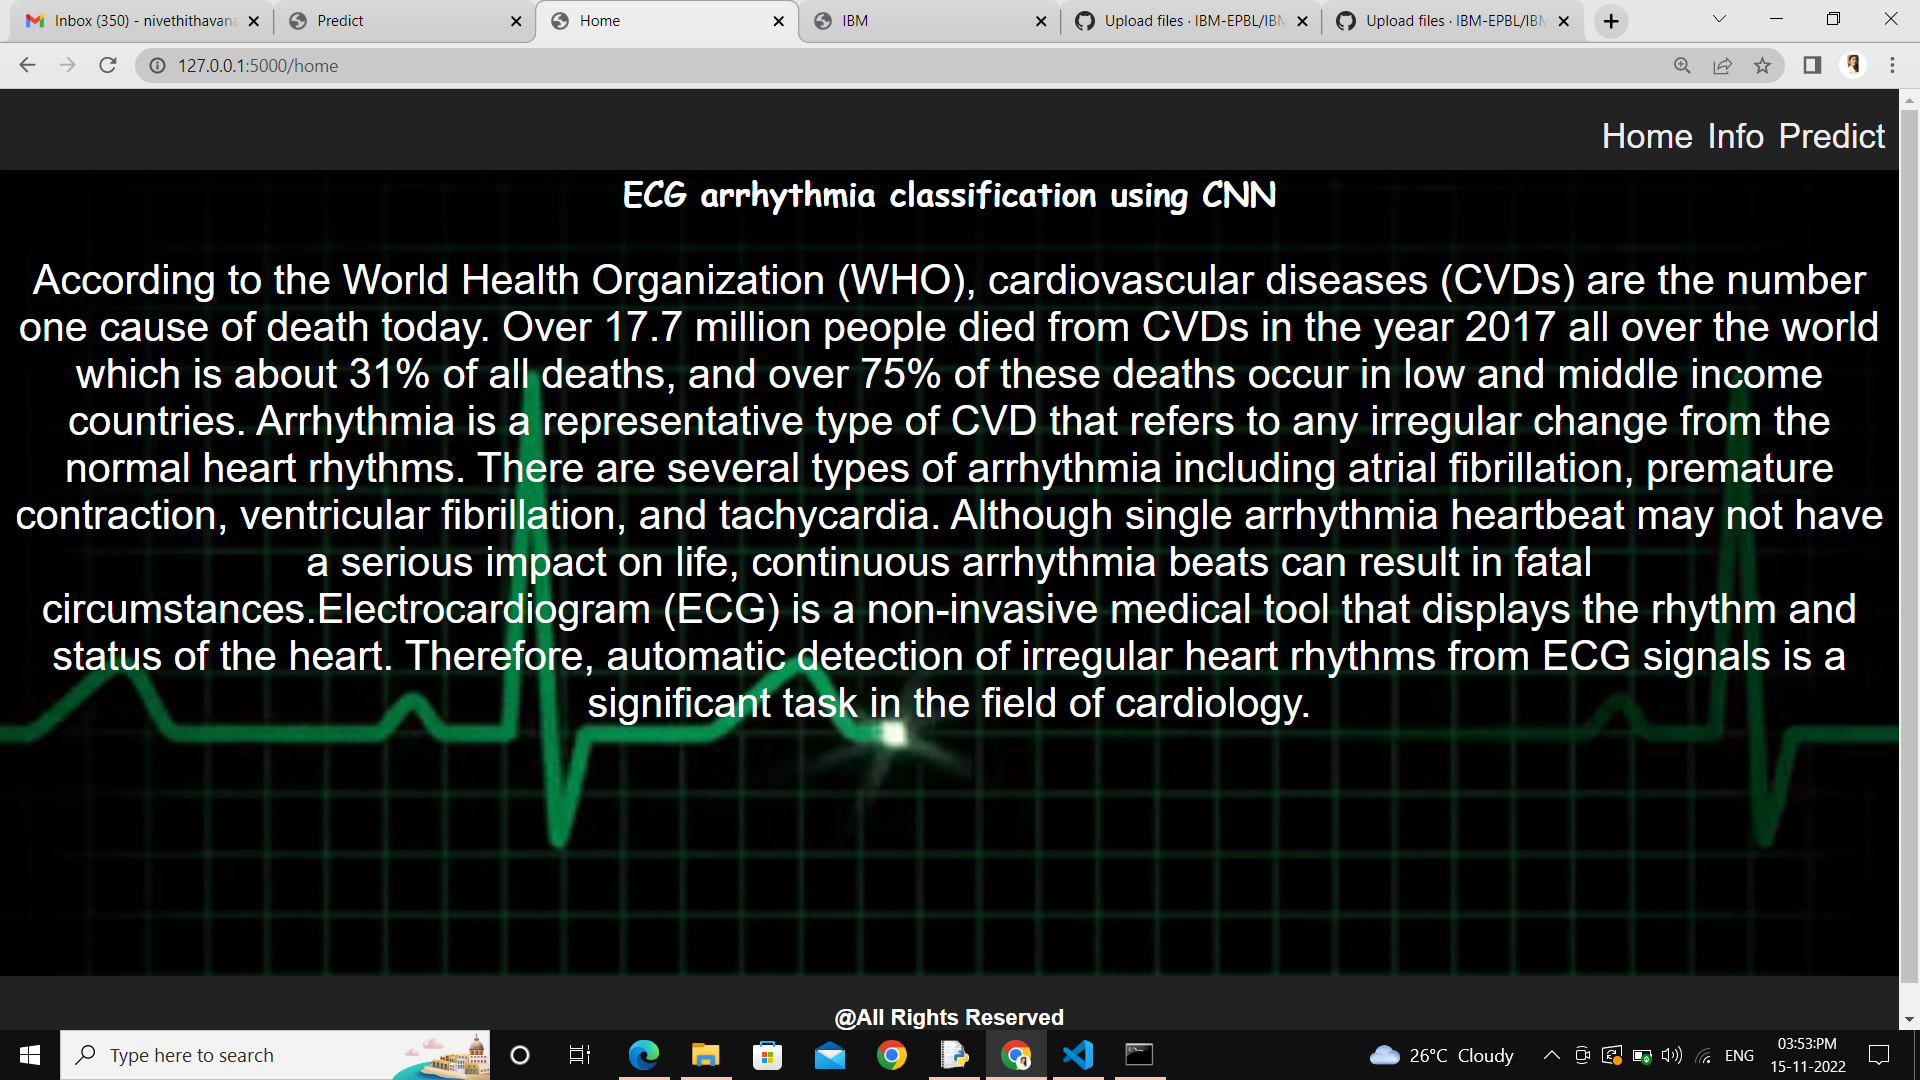 Inbox (350) - nivethithavana
Predict
Home
IBM
Upload files · IBM-EPBL/IBM
Upload files · IBM-EPBL/IBM
127.0.0.1:5000/home
Home Info Predict
ECG arrhythmia classification using CNN
According to the World Health Organization (WHO), cardiovascular diseases (CVDs) are the number
one cause of death today. Over 17.7 million people died from CVDs in the year 2017 all over the world
which is about 31% of all deaths, and over 75% of these deaths occur in low and middle income
countries. Arrhythmia is a representative type of CVD that refers to any irregular change from the
normal heart rhythms. There are several types of arrhythmia including atrial fibrillation, premature
contraction, ventricular fibrillation, and tachycardia. Although single arrhythmia heartbeat may not have
a serious impact on life, continuous arrhythmia beats can result in fatal
circumstances.Electrocardiogram (ECG) is a non-invasive medical tool that displays the rhythm and
status of the heart. Therefore, automatic detection of irregular heart rhythms from ECG signals is a
significant task in the field of cardiology.
@All Rights Reserved
Type here to search
26°C Cloudy
ENG
03:53:PM
15-11-2022